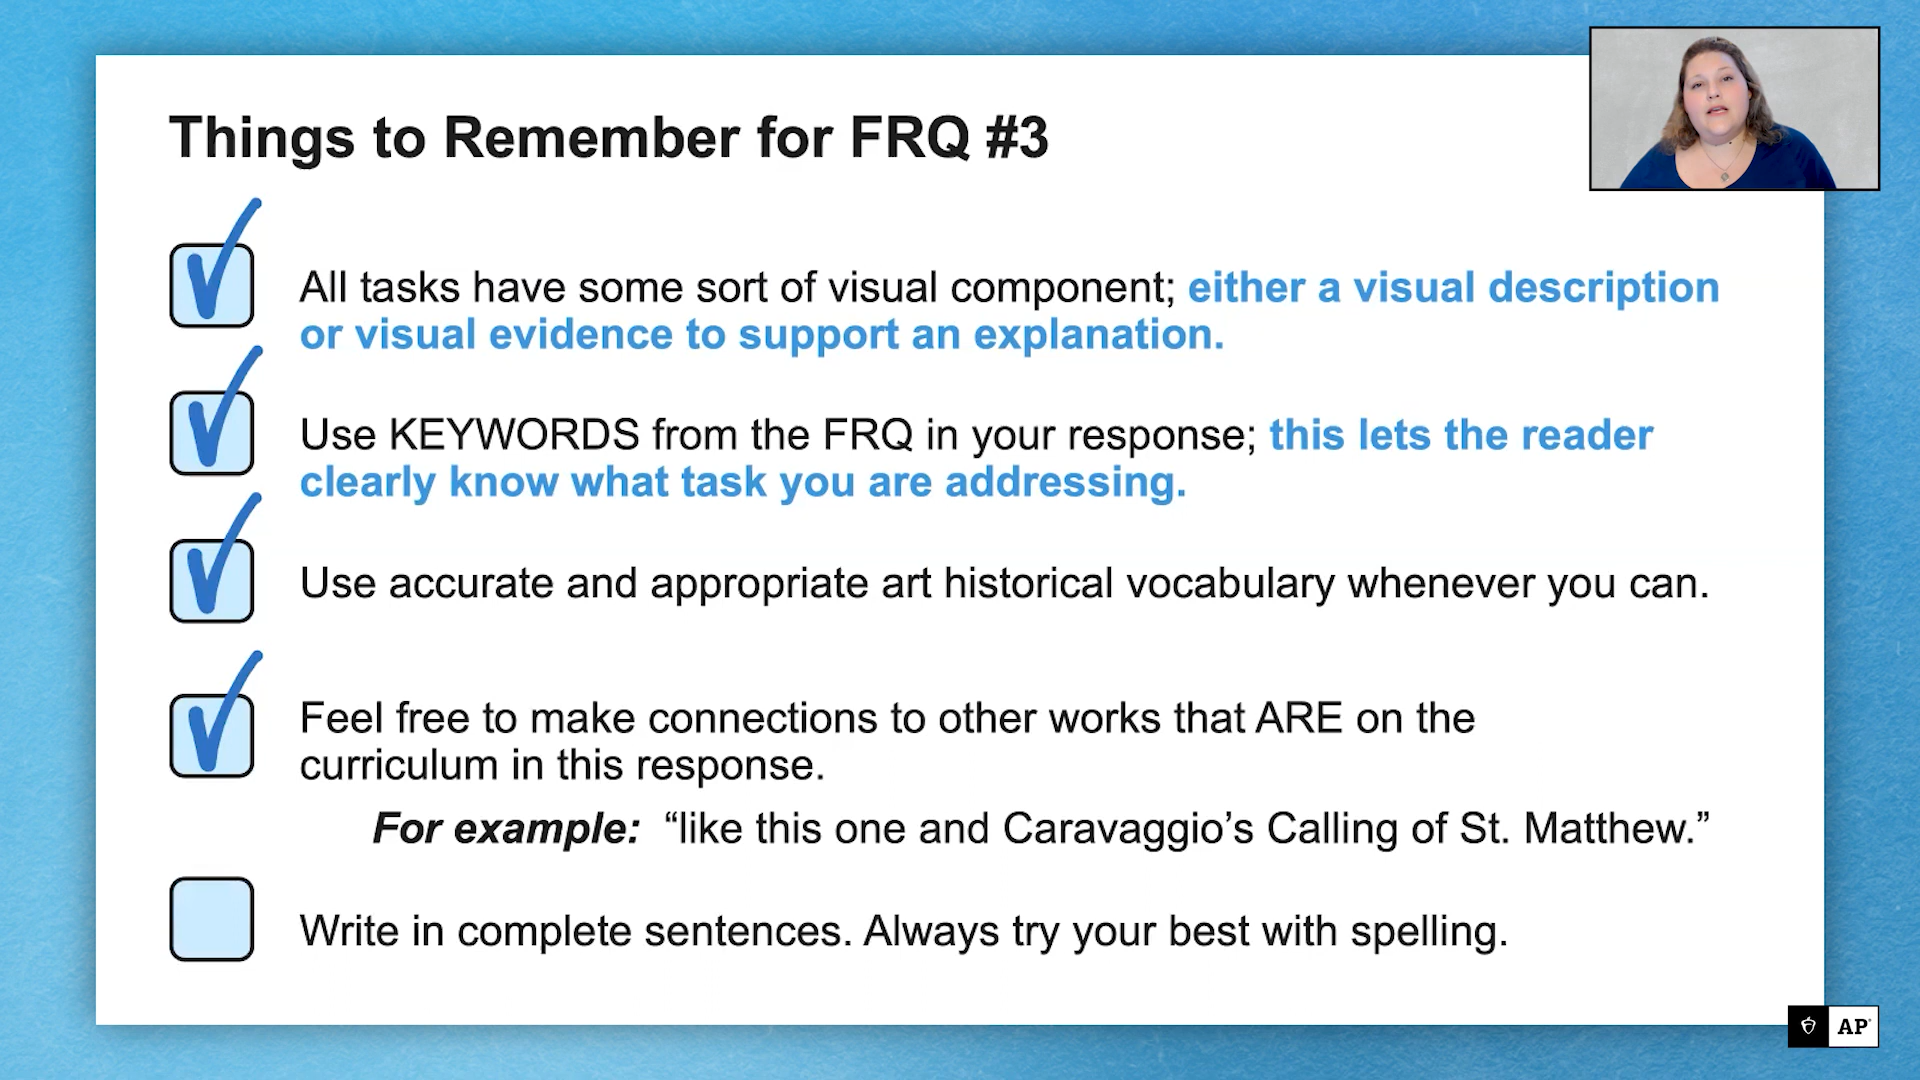 Things to Remember for FRQ #3
All tasks have some sort of visual component; either a visual description
or visual evidence to support an explanation.
Use KEYWORDS from the FRQ in your response; this lets the reader
clearly know what task you are addressing.
Use accurate and appropriate art historical vocabulary whenever you can.
Feel free to make connections to other works that ARE on the
curriculum in this response.
For example: “like this one and Caravaggio’s Calling of St. Matthew.”
Write in complete sentences. Always try your best with spelling.
AP